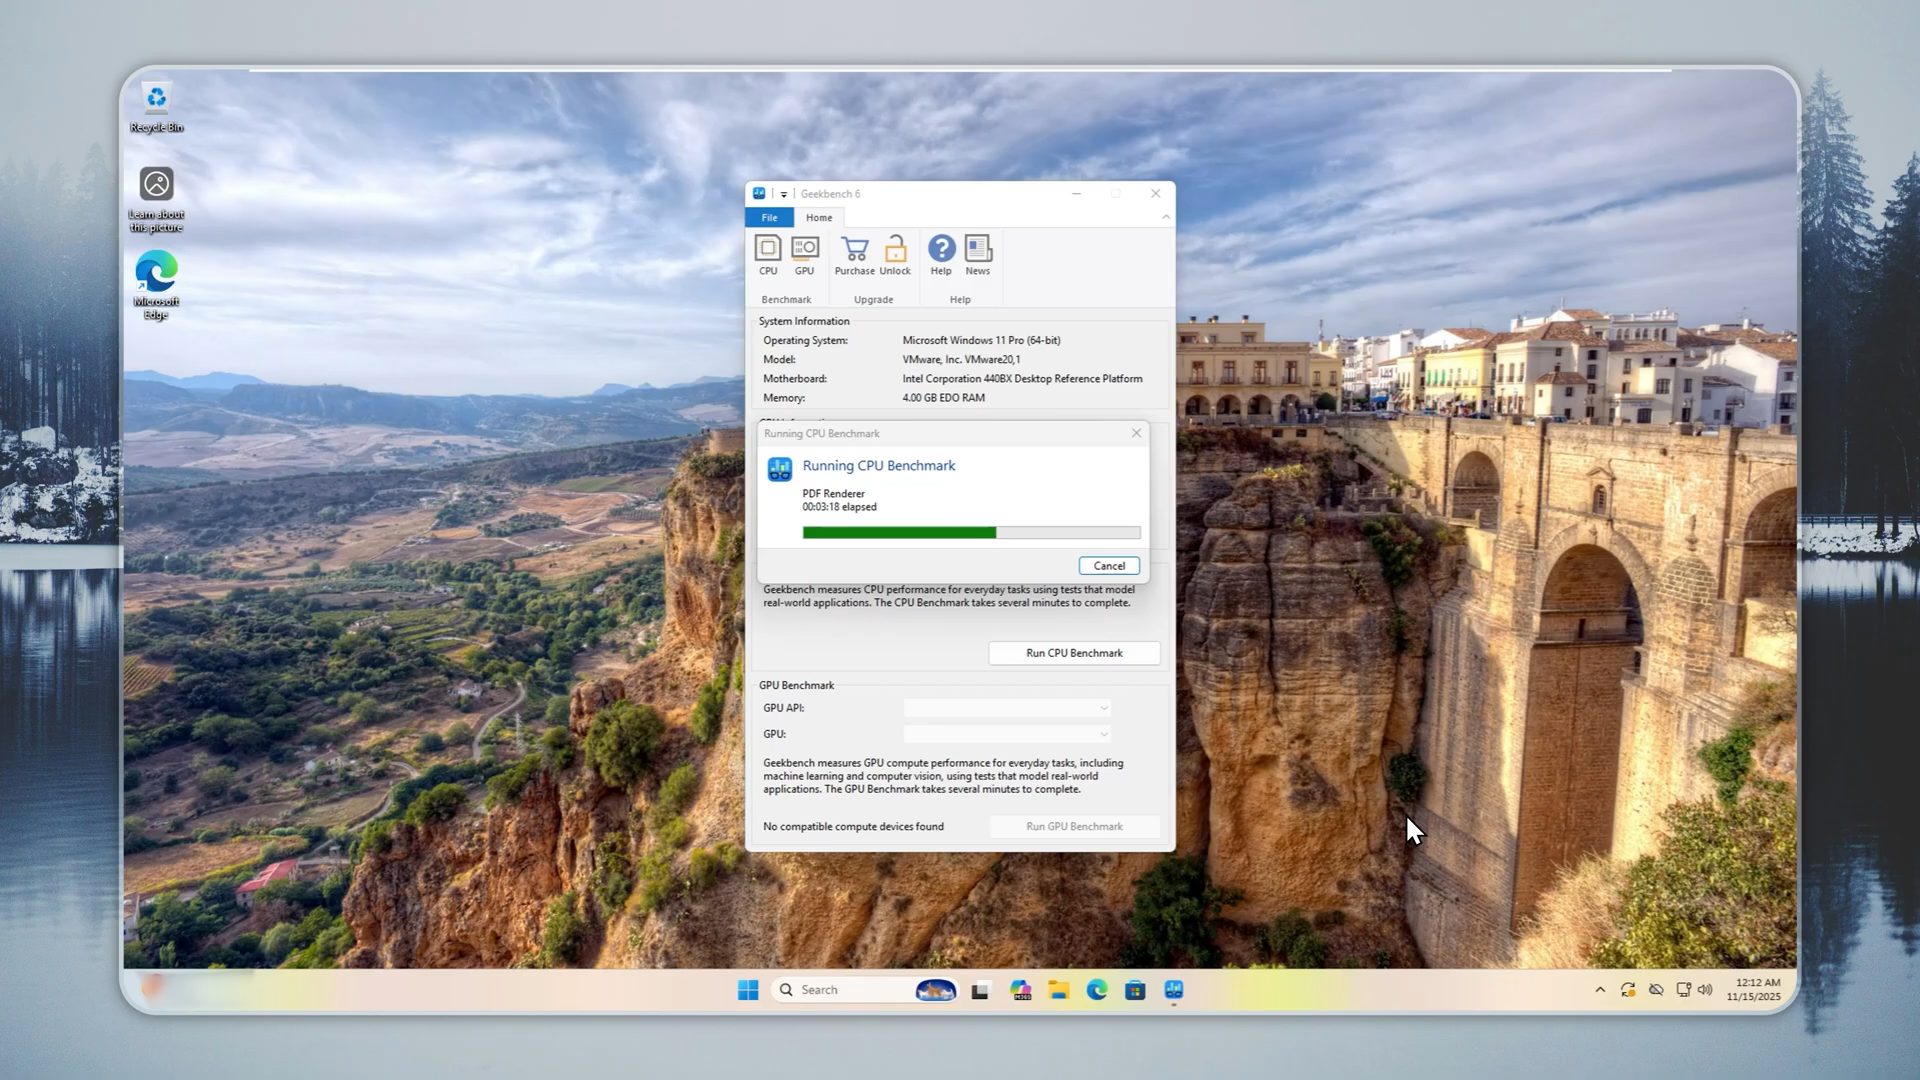 Recycle Bin
Learn about
this picture
Microsoft
Edge
Geekbench 6
File
Home
CPU
GPU
Purchase
Unlock
Help
News
Benchmark
Upgrade
Help
System Information
Operating System:
Microsoft Windows 11 Pro (64-bit)
Model:
VMware, Inc. VMware20,1
Motherboard:
Intel Corporation 440BX Desktop Reference Platform
Memory:
4.00 GB EDO RAM
Running CPU Benchmark
Running CPU Benchmark
PDF Renderer
00:03:18 elapsed
Cancel
Geekbench measures CPU performance for everyday tasks using tests that model
real-world applications. The CPU Benchmark takes several minutes to complete.
Run CPU Benchmark
GPU Benchmark
GPU API:
GPU:
Geekbench measures GPU compute performance for everyday tasks, including
machine learning and computer vision, using tests that model real-world
applications. The GPU Benchmark takes several minutes to complete.
No compatible compute devices found
Run GPU Benchmark
Search
M365
12:12 AM
11/15/2025